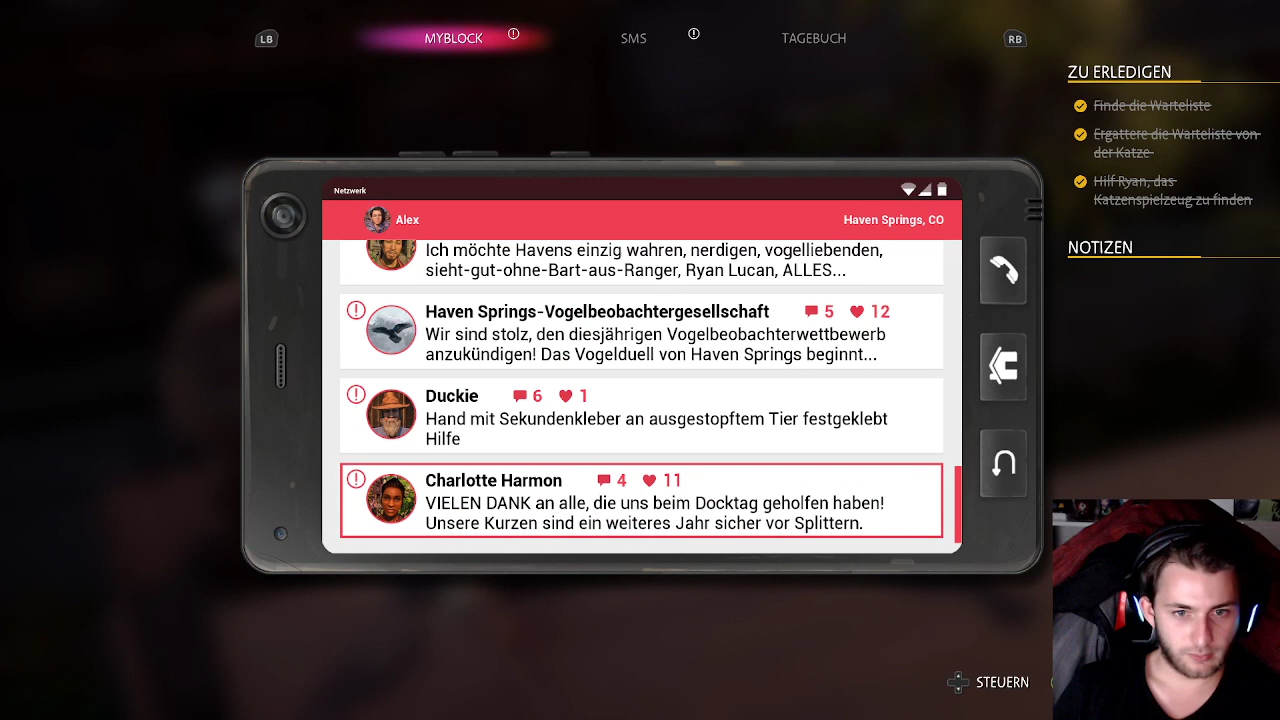 LB
MYBLOCK
SMS
TAGEBUCH
RB
ZU ERLEDIGEN
Finde die Warteliste
Ergattere die Warteliste von
der Katze
Hilf Ryan, das
Katzenspielzeug zu finden
NOTIZEN
Netzwerk
Alex
Haven Springs, CO
Ich möchte Havens einzig wahren, nerdigen, vogelliebenden,
sieht-gut-ohne-Bart-aus-Ranger, Ryan Lucan, ALLES...
Haven Springs-Vogelbeobachtergesellschaft 5 12
Wir sind stolz, den diesjährigen Vogelbeobachterwettbewerb
anzukündigen! Das Vogelduell von Haven Springs beginnt...
Duckie 6 1
Hand mit Sekundenkleber an ausgestopftem Tier festgeklebt
Hilfe
Charlotte Harmon 4 11
VIELEN DANK an alle, die uns beim Docktag geholfen haben!
Unsere Kurzen sind ein weiteres Jahr sicher vor Splittern.
STEUERN